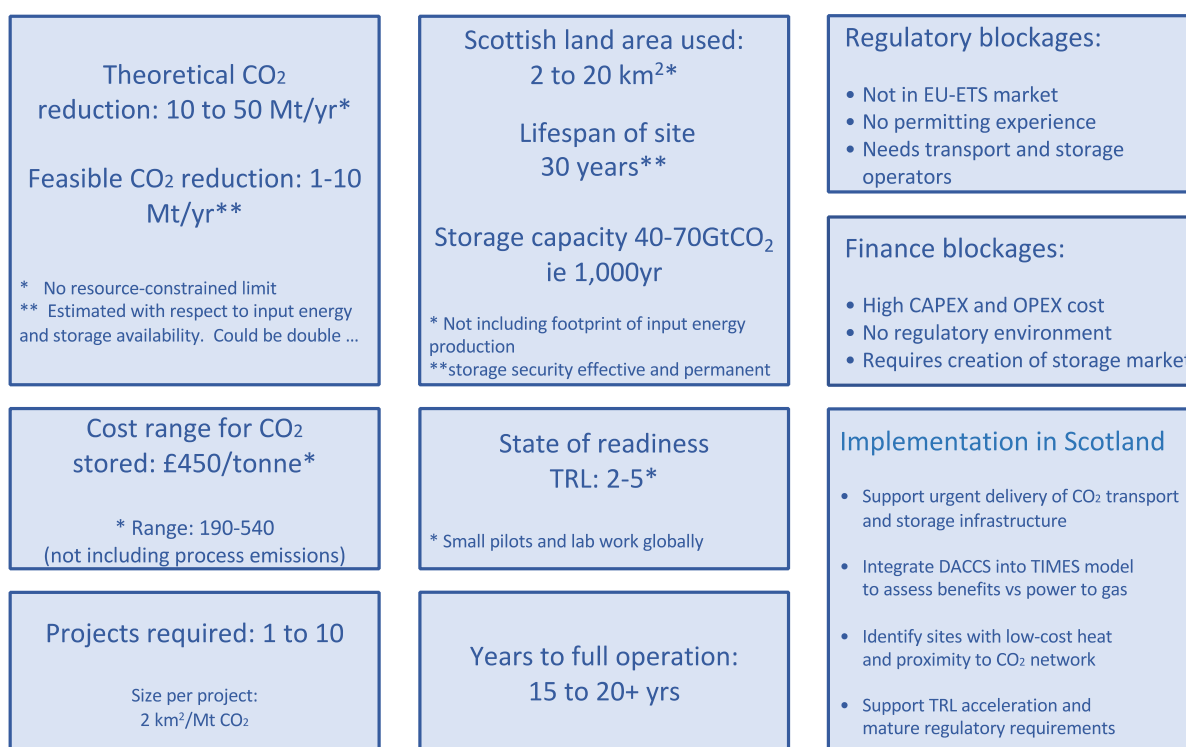 Theoretical CO2
reduction: 10 to 50 Mt/yr*
Feasible CO2 reduction: 1-10
Mt/yr**
*   No resource-constrained limit
**  Estimated with respect to input energy
and storage availability.  Could be double ...
Scottish land area used:
2 to 20 km²*
Lifespan of site
30 years**
Storage capacity 40-70GtCO₂
ie 1,000yr
* Not including footprint of input energy
production
**storage security effective and permanent
Regulatory blockages:
• Not in EU-ETS market
• No permitting experience
• Needs transport and storage
operators
Finance blockages:
• High CAPEX and OPEX cost
• No regulatory environment
• Requires creation of storage market
Cost range for CO2
stored: £450/tonne*
* Range: 190-540
(not including process emissions)
State of readiness
TRL: 2-5*
* Small pilots and lab work globally
Implementation in Scotland
• Support urgent delivery of CO2 transport
and storage infrastructure
• Integrate DACCS into TIMES model
to assess benefits vs power to gas
• Identify sites with low-cost heat
and proximity to CO2 network
• Support TRL acceleration and
mature regulatory requirements
Projects required: 1 to 10
Size per project:
2 km²/Mt CO2
Years to full operation:
15 to 20+ yrs